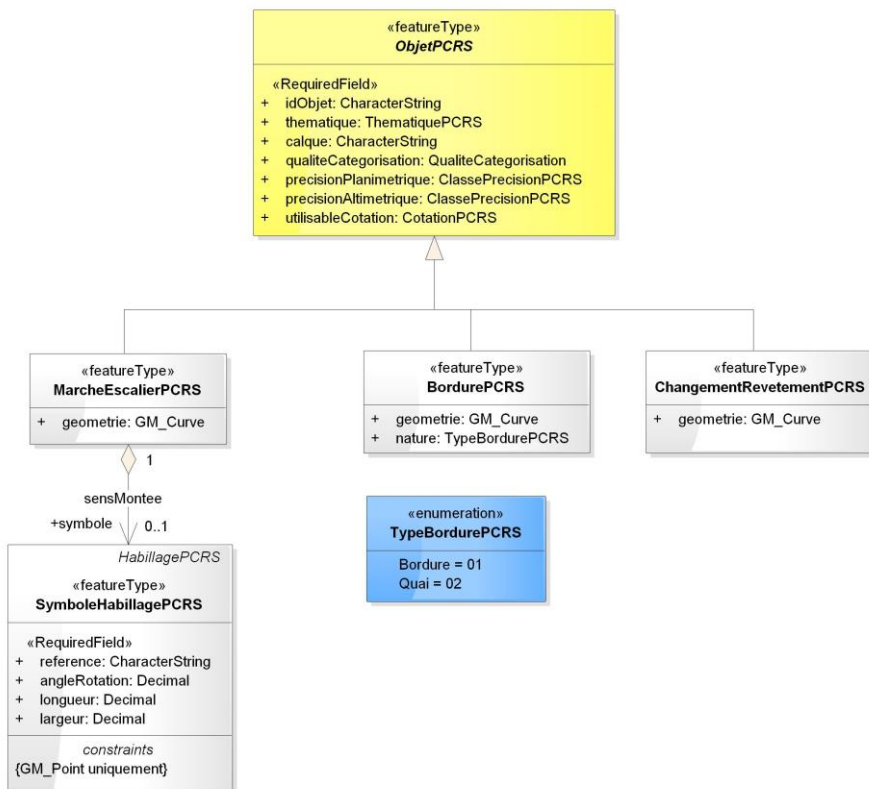 «featureType»
ObjetPCRS
«RequiredField»
+ idObjet: CharacterString
+ thematique: ThematiquePCRS
+ calque: CharacterString
+ qualiteCategorisation: QualiteCategorisation
+ precisionPlanimetrique: ClassePrecisionPCRS
+ precisionAltimetrique: ClassePrecisionPCRS
+ utilisableCotation: CotationPCRS
«featureType»
MarcheEscalierPCRS
+ geometrie: GM_Curve
«featureType»
BordurePCRS
+ geometrie: GM_Curve
+ nature: TypeBordurePCRS
«featureType»
ChangementRevetementPCRS
+ geometrie: GM_Curve
1
sensMontee
+symbole
0..1
«enumeration»
TypeBordurePCRS
Bordure = 01
Quai = 02
HabillagePCRS
«featureType»
SymboleHabillagePCRS
«RequiredField»
+ reference: CharacterString
+ angleRotation: Decimal
+ longueur: Decimal
+ largeur: Decimal
constraints
{GM_Point uniquement}